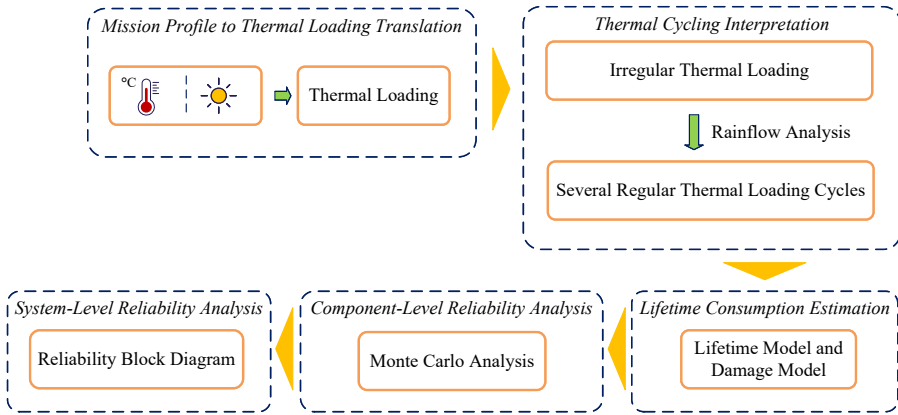 Mission Profile to Thermal Loading Translation
°C
Thermal Loading
Thermal Cycling Interpretation
Irregular Thermal Loading
Rainflow Analysis
Several Regular Thermal Loading Cycles
System-Level Reliability Analysis
Reliability Block Diagram
Component-Level Reliability Analysis
Monte Carlo Analysis
Lifetime Consumption Estimation
Lifetime Model and
Damage Model